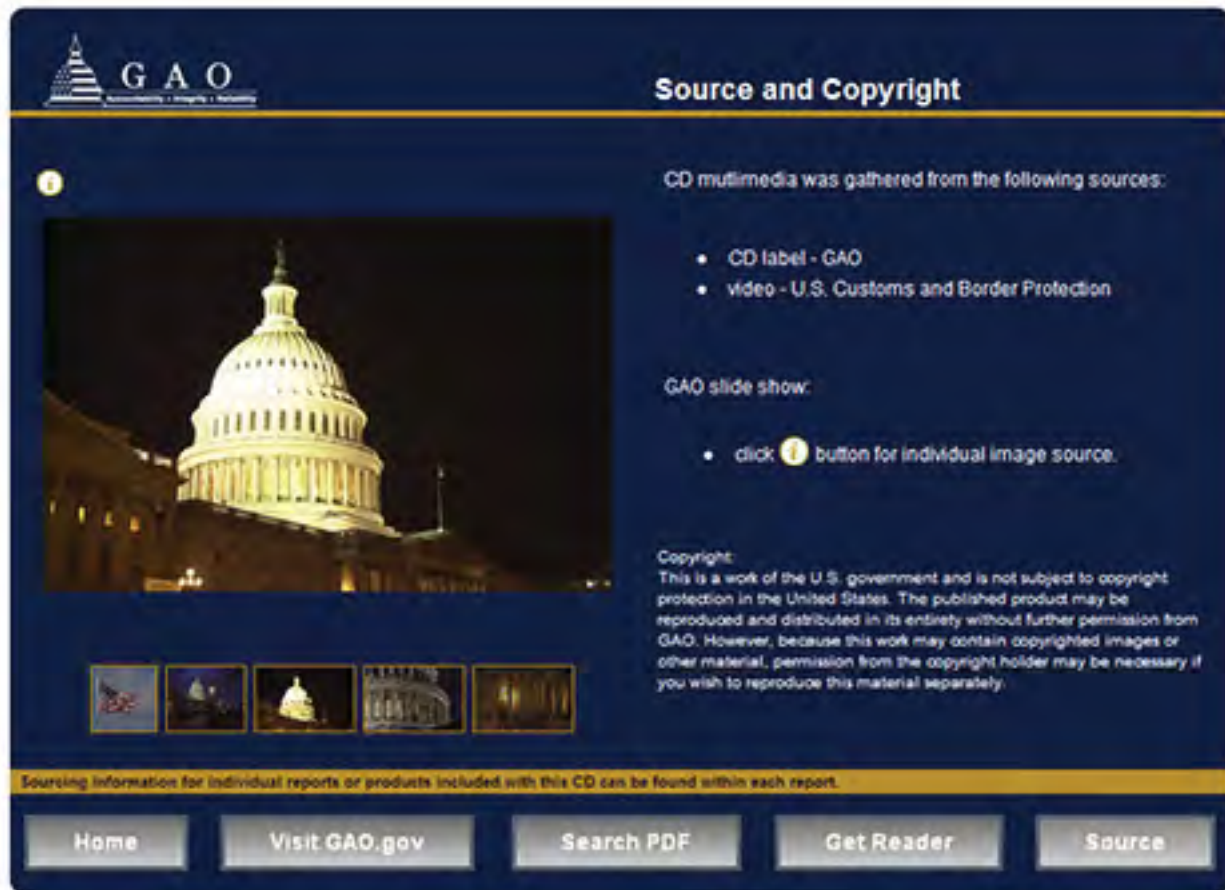 GAO
Accountability * Integrity * Reliability
Source and Copyright
CD mutlimedia was gathered from the following sources:
• CD label - GAO
• video - U.S. Customs and Border Protection
GAO slide show:
• click i button for individual image source.
Copyright:
This is a work of the U.S. government and is not subject to copyright
protection in the United States. The published product may be
reproduced and distributed in its entirety without further permission from
GAO. However, because this work may contain copyrighted images or
other material, permission from the copyright holder may be necessary if
you wish to reproduce this material separately.
Sourcing information for individual reports or products included with this CD can be found within each report.
Home
Visit GAO.gov
Search PDF
Get Reader
Source